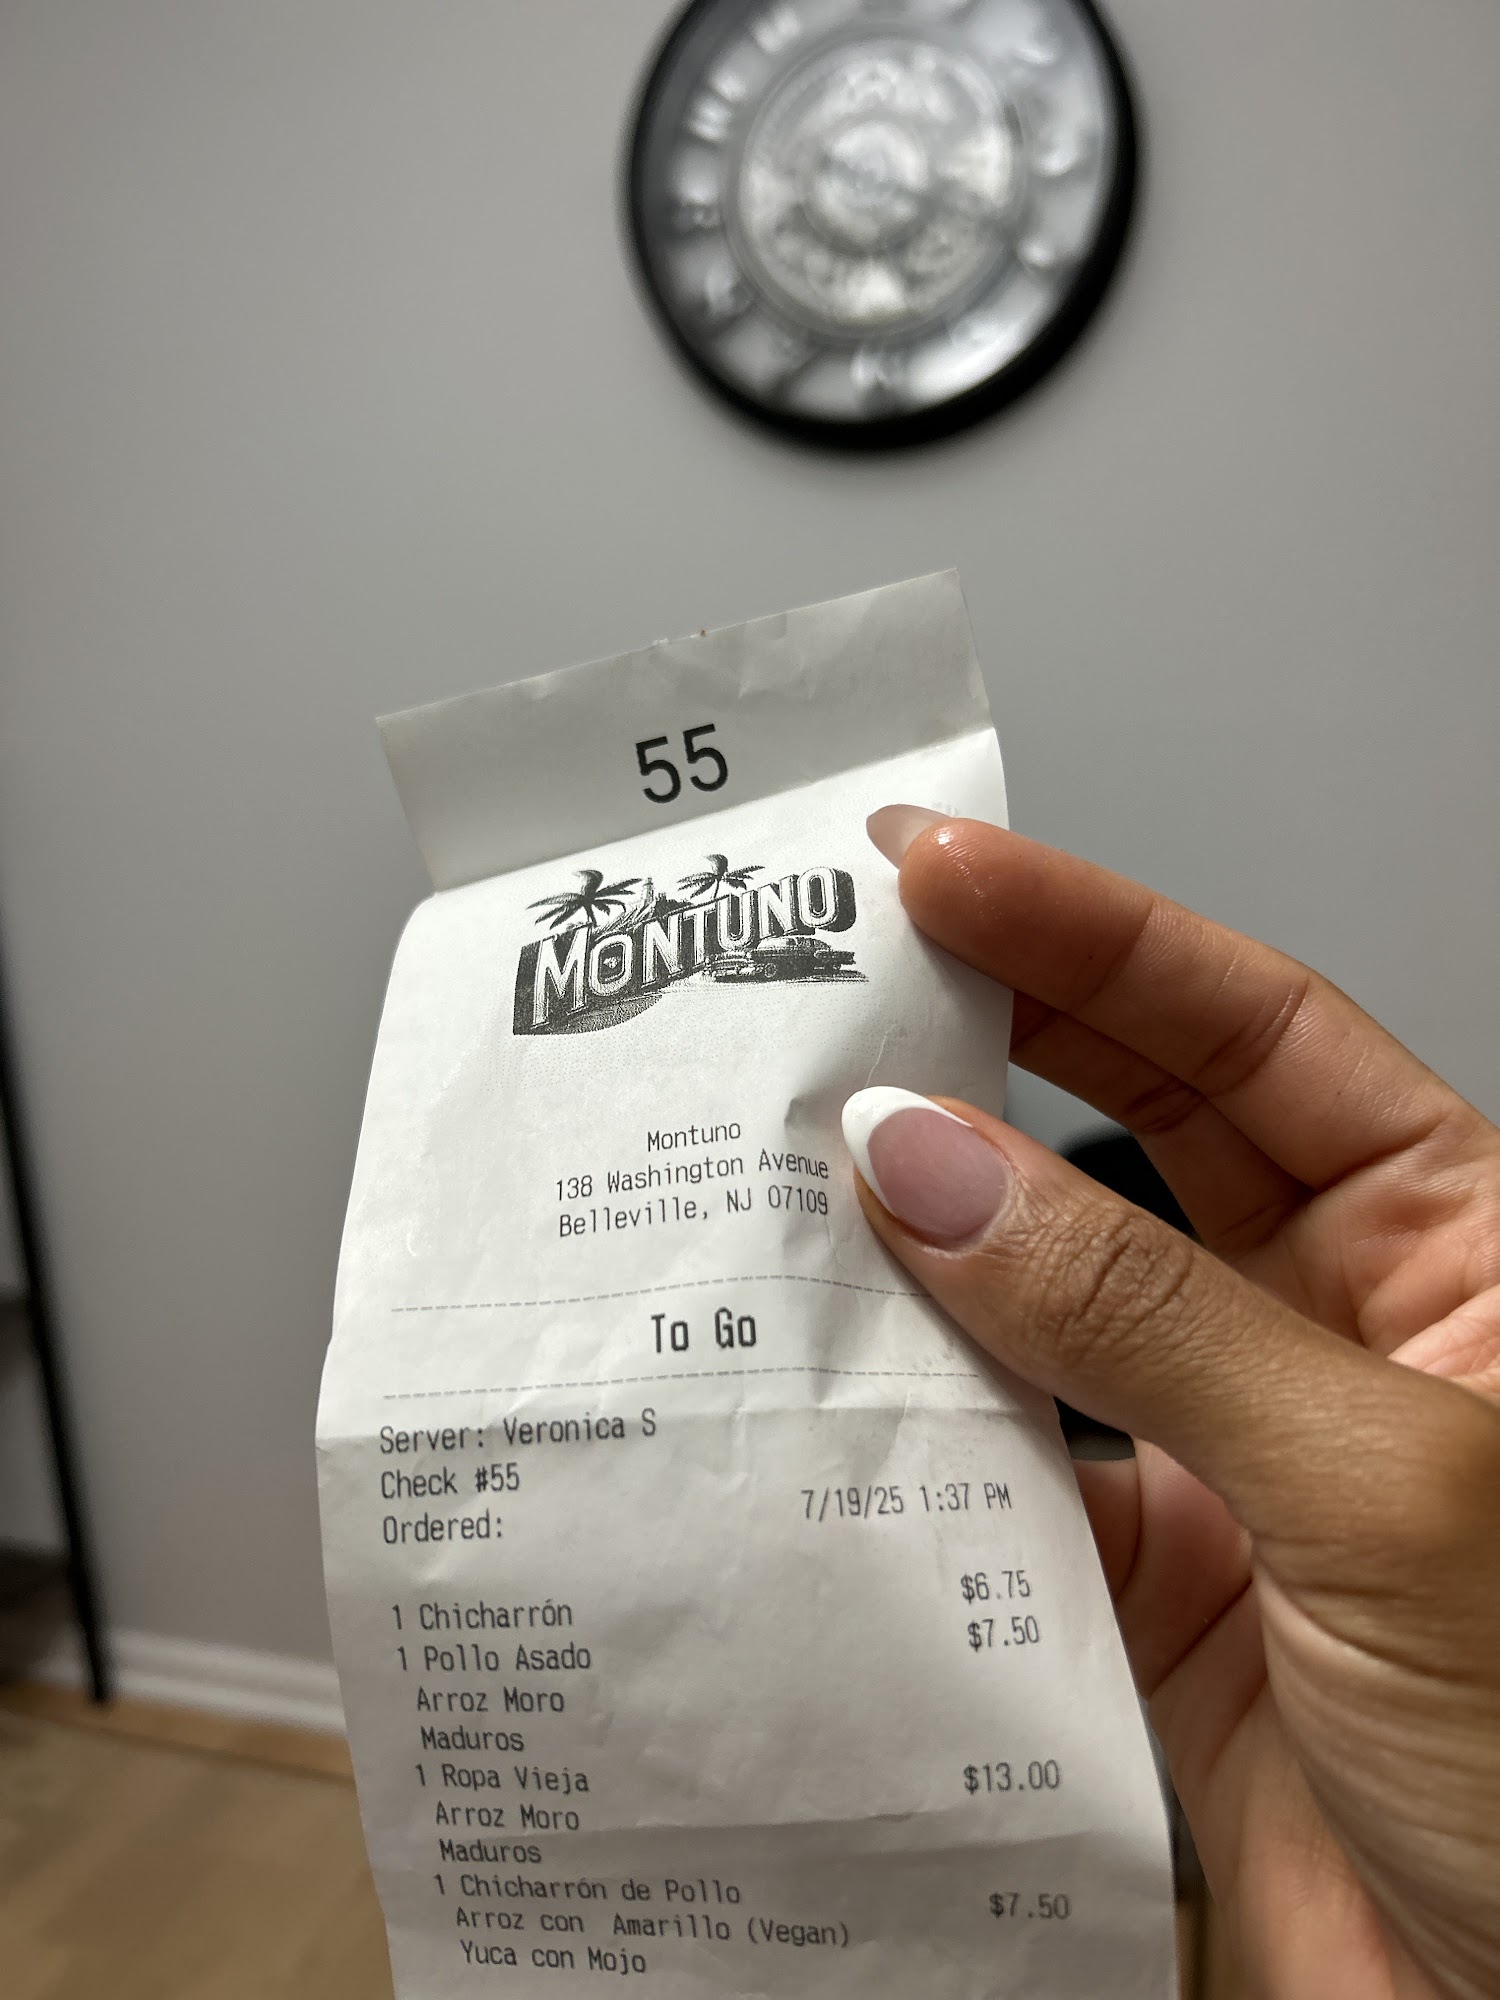 55
MONTUNO
Montuno
138 Washington Avenue
Belleville, NJ 07109
To Go
Server: Veronica S
Check #55
Ordered: 7/19/25 1:37 PM
1 Chicharrón $6.75
1 Pollo Asado $7.50
Arroz Moro
Maduros
1 Ropa Vieja $13.00
Arroz Moro
Maduros
1 Chicharrón de Pollo $7.50
Arroz con Amarillo (Vegan)
Yuca con Mojo